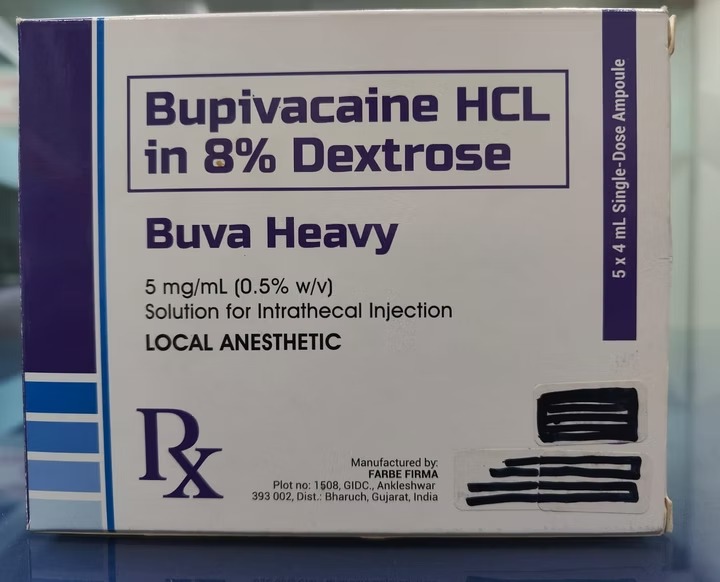 Bupivacaine HCL
in 8% Dextrose
Buva Heavy
5 mg/mL (0.5% w/v)
Solution for Intrathecal Injection
LOCAL ANESTHETIC
Rx
Manufactured by:
FARBE FIRMA
Plot no: 1508, GIDC., Ankleshwar
393 002, Dist.: Bharuch, Gujarat, India
5 x 4 mL Single-Dose Ampoule